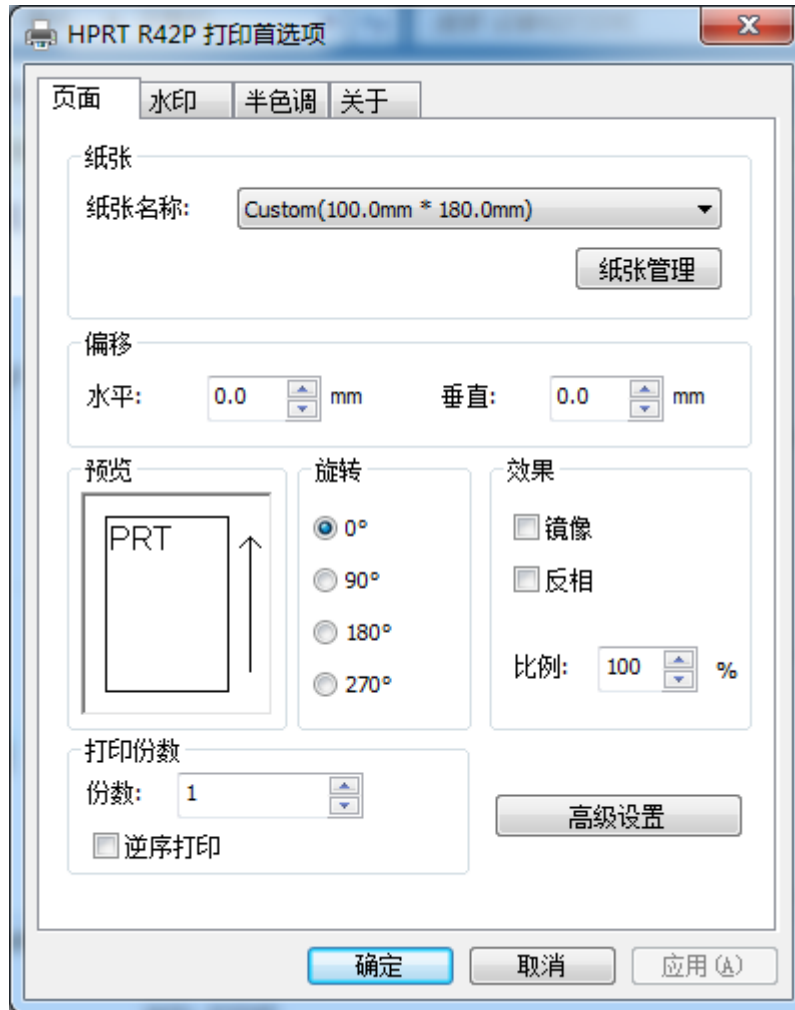 HPRT R42P 打印首选项
页面 水印 半色调 关于
纸张
纸张名称: Custom(100.0mm * 180.0mm)
纸张管理
偏移
水平: 0.0 mm 垂直: 0.0 mm
预览 旋转 效果
PRT
0° 镜像
90° 反相
180°
比例: 100 %
270°
打印份数
份数: 1
高级设置
逆序打印
确定 取消 应用(A)